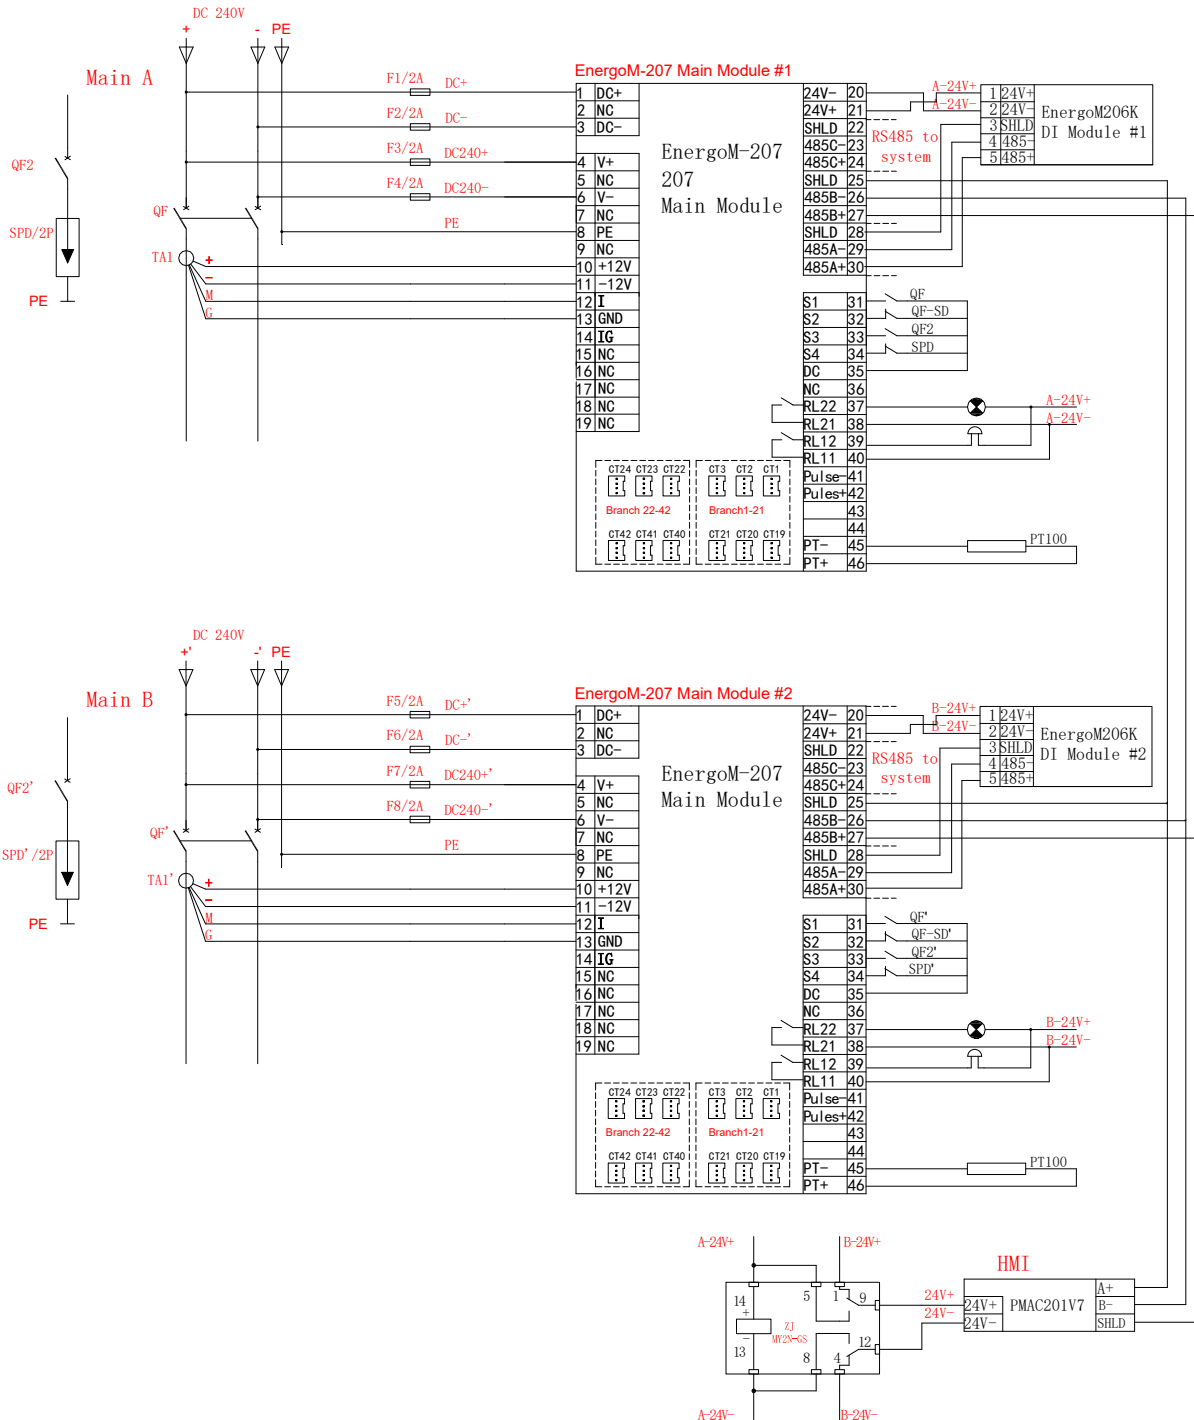 DC 240V
+
-
PE
Main A
QF2
SPD/2P
PE
QF
TA1
+
-
M
G
F1/2A
DC+
F2/2A
DC-
F3/2A
DC240+
F4/2A
DC240-
PE
EnergoM-207 Main Module #1
1 DC+
2 NC
3 DC-
4 V+
5 NC
6 V-
7 NC
8 PE
9 NC
10 +12V
11 -12V
12 I
13 GND
14 IG
15 NC
16 NC
17 NC
18 NC
19 NC
EnergoM-207
207
Main Module
24V- 20
24V+ 21
SHLD 22
485C- 23
485C+ 24
SHLD 25
485B- 26
485B+ 27
SHLD 28
485A- 29
485A+ 30
S1 31
S2 32
S3 33
S4 34
DC 35
NC 36
RL22 37
RL21 38
RL12 39
RL11 40
Pulse- 41
Pules+ 42
43
44
PT- 45
PT+ 46
CT24 CT23 CT22
Branch 22-42
CT42 CT41 CT40
CT3 CT2 CT1
Branch1-21
CT21 CT20 CT19
RS485 to
system
A-24V+
A-24V-
1 24V+
2 24V-
3 SHLD
4 485-
5 485+
EnergoM206K
DI Module #1
QF
QF-SD
QF2
SPD
A-24V+
A-24V-
PT100
DC 240V
+'
-'
PE
Main B
QF2'
SPD'/2P
PE
QF'
TA1'
+
-
M
G
F5/2A
DC+'
F6/2A
DC-'
F7/2A
DC240+'
F8/2A
DC240-'
PE
EnergoM-207 Main Module #2
1 DC+
2 NC
3 DC-
4 V+
5 NC
6 V-
7 NC
8 PE
9 NC
10 +12V
11 -12V
12 I
13 GND
14 IG
15 NC
16 NC
17 NC
18 NC
19 NC
EnergoM-207
Main Module
24V- 20
24V+ 21
SHLD 22
485C- 23
485C+ 24
SHLD 25
485B- 26
485B+ 27
SHLD 28
485A- 29
485A+ 30
S1 31
S2 32
S3 33
S4 34
DC 35
NC 36
RL22 37
RL21 38
RL12 39
RL11 40
Pulse- 41
Pules+ 42
43
44
PT- 45
PT+ 46
CT24 CT23 CT22
Branch 22-42
CT42 CT41 CT40
CT3 CT2 CT1
Branch1-21
CT21 CT20 CT19
RS485 to
system
B-24V+
B-24V-
1 24V+
2 24V-
3 SHLD
4 485-
5 485+
EnergoM206K
DI Module #2
QF'
QF-SD'
QF2'
SPD'
B-24V+
B-24V-
PT100
A-24V+
B-24V+
14
+
-
13
ZJ
MY2N-GS
5
1
9
8
4
12
A-24V-
B-24V-
24V+
24V-
HMI
24V+
24V-
PMAC201V7
A+
B-
SHLD